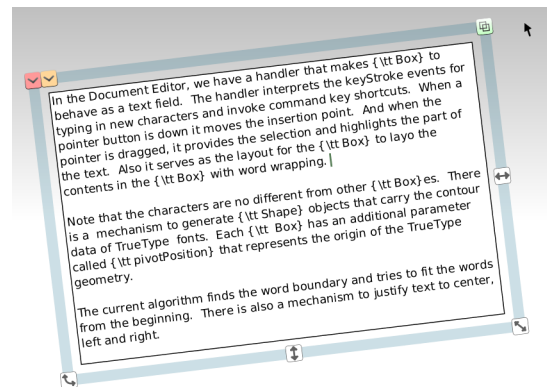 In the Document Editor, we have a handler that makes {\tt Box} to
behave as a text field.  The handler interprets the keyStroke events for
typing in new characters and invoke command key shortcuts.  When a
pointer button is down it moves the insertion point.  And when the
pointer is dragged, it provides the selection and highlights the part of
the text.  Also it serves as the layout for the {\tt Box} to layo the
contents in the {\tt Box} with word wrapping.
Note that the characters are no different from other {\tt Box}es.  There
is a  mechanism to generate {\tt Shape} objects that carry the contour
data of TrueType  fonts.  Each {\tt  Box} has an additional parameter
called {\tt pivotPosition} that represents the origin of the TrueType
geometry.
The current algorithm finds the word boundary and tries to fit the words
from the beginning.  There is also a mechanism to justify text to center,
left and right.